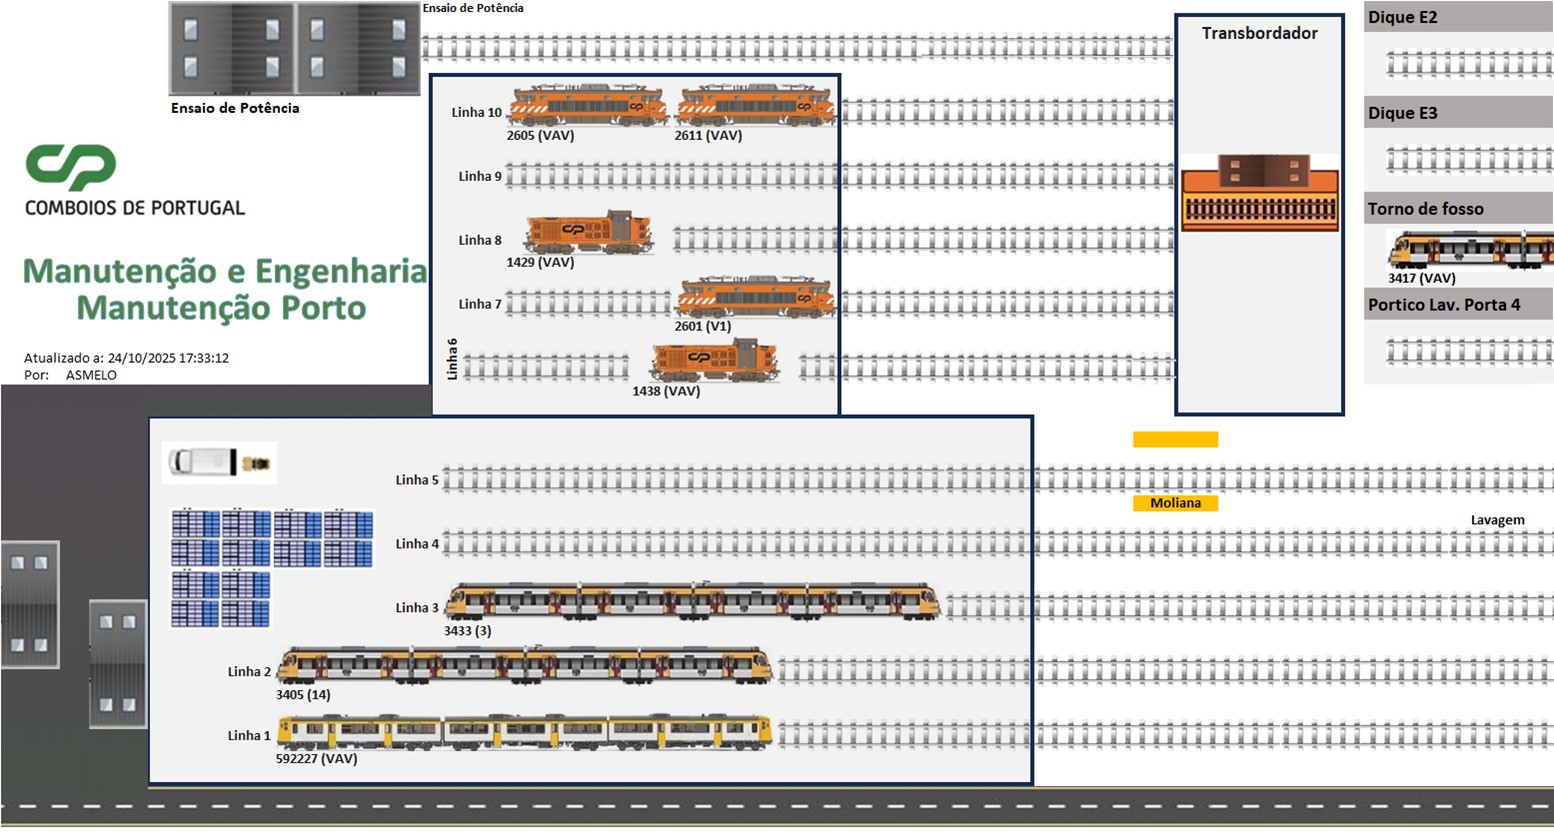 Ensaio de Potência
Ensaio de Potência
Transbordador
Dique E2
Dique E3
Torno de fosso
3417 (VAV)
Portico Lav. Porta 4
CP
COMBOIOS DE PORTUGAL
Manutenção e Engenharia
Manutenção Porto
Atualizado a: 24/10/2025 17:33:12
Por: ASMELO
Linha 10
2605 (VAV) 2611 (VAV)
Linha 9
Linha 8
1429 (VAV)
Linha 7
2601 (V1)
Linha 6
1438 (VAV)
Linha 5
Moliana
Lavagem
Linha 4
Linha 3
3433 (3)
Linha 2
3405 (14)
Linha 1
592227 (VAV)